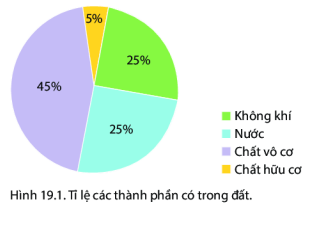 5%
25%
45%
25%
Không khí
Nước
Chất vô cơ
Chất hữu cơ
Hình 19.1. Tỉ lệ các thành phần có trong đất.